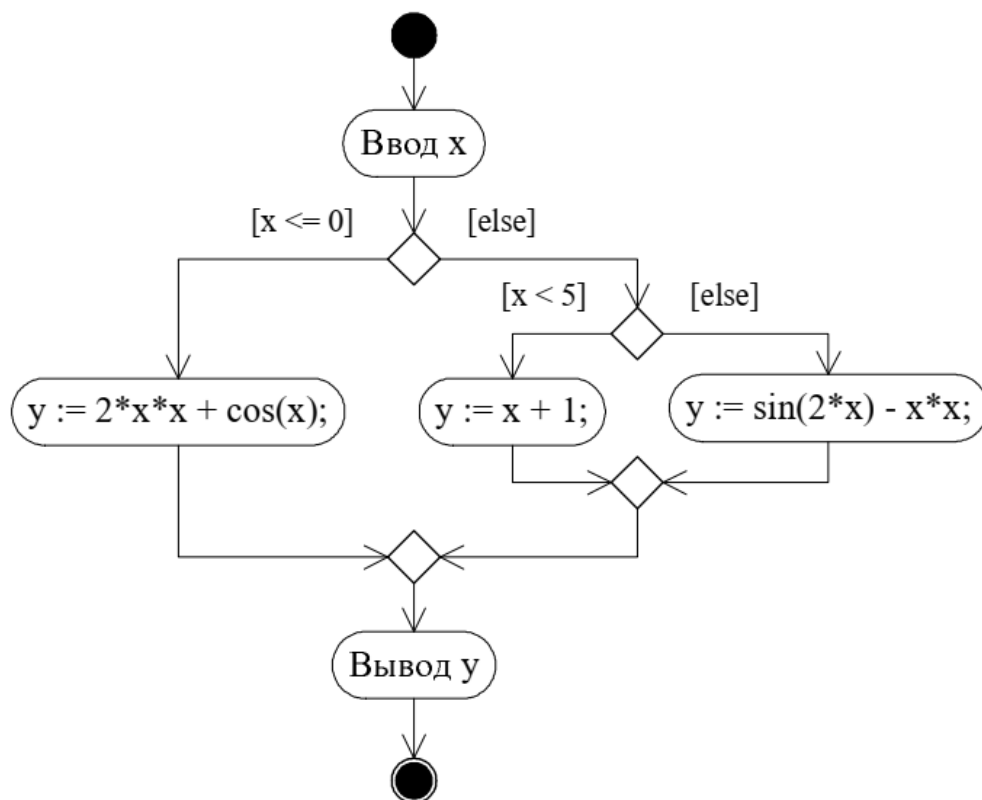 Ввод x
[x <= 0]
[else]
[x < 5]
[else]
y := 2*x*x + cos(x);
y := x + 1;
y := sin(2*x) - x*x;
Вывод y